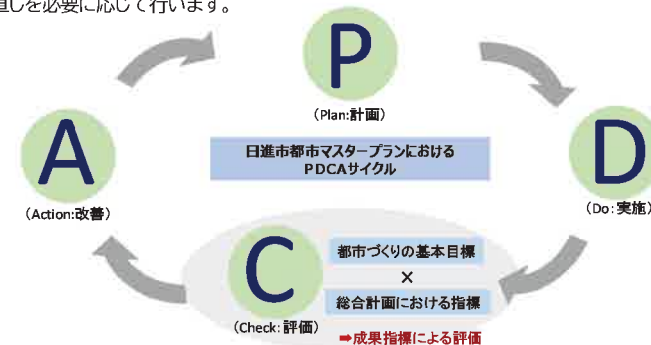 直しを必要に応じて行います。
P
(Plan:計画)
A
(Action:改善)
日進市都市マスタープランにおける
PDCAサイクル
D
(Do:実施)
C
(Check:評価)
都市づくりの基本目標
×
総合計画における指標
➡成果指標による評価